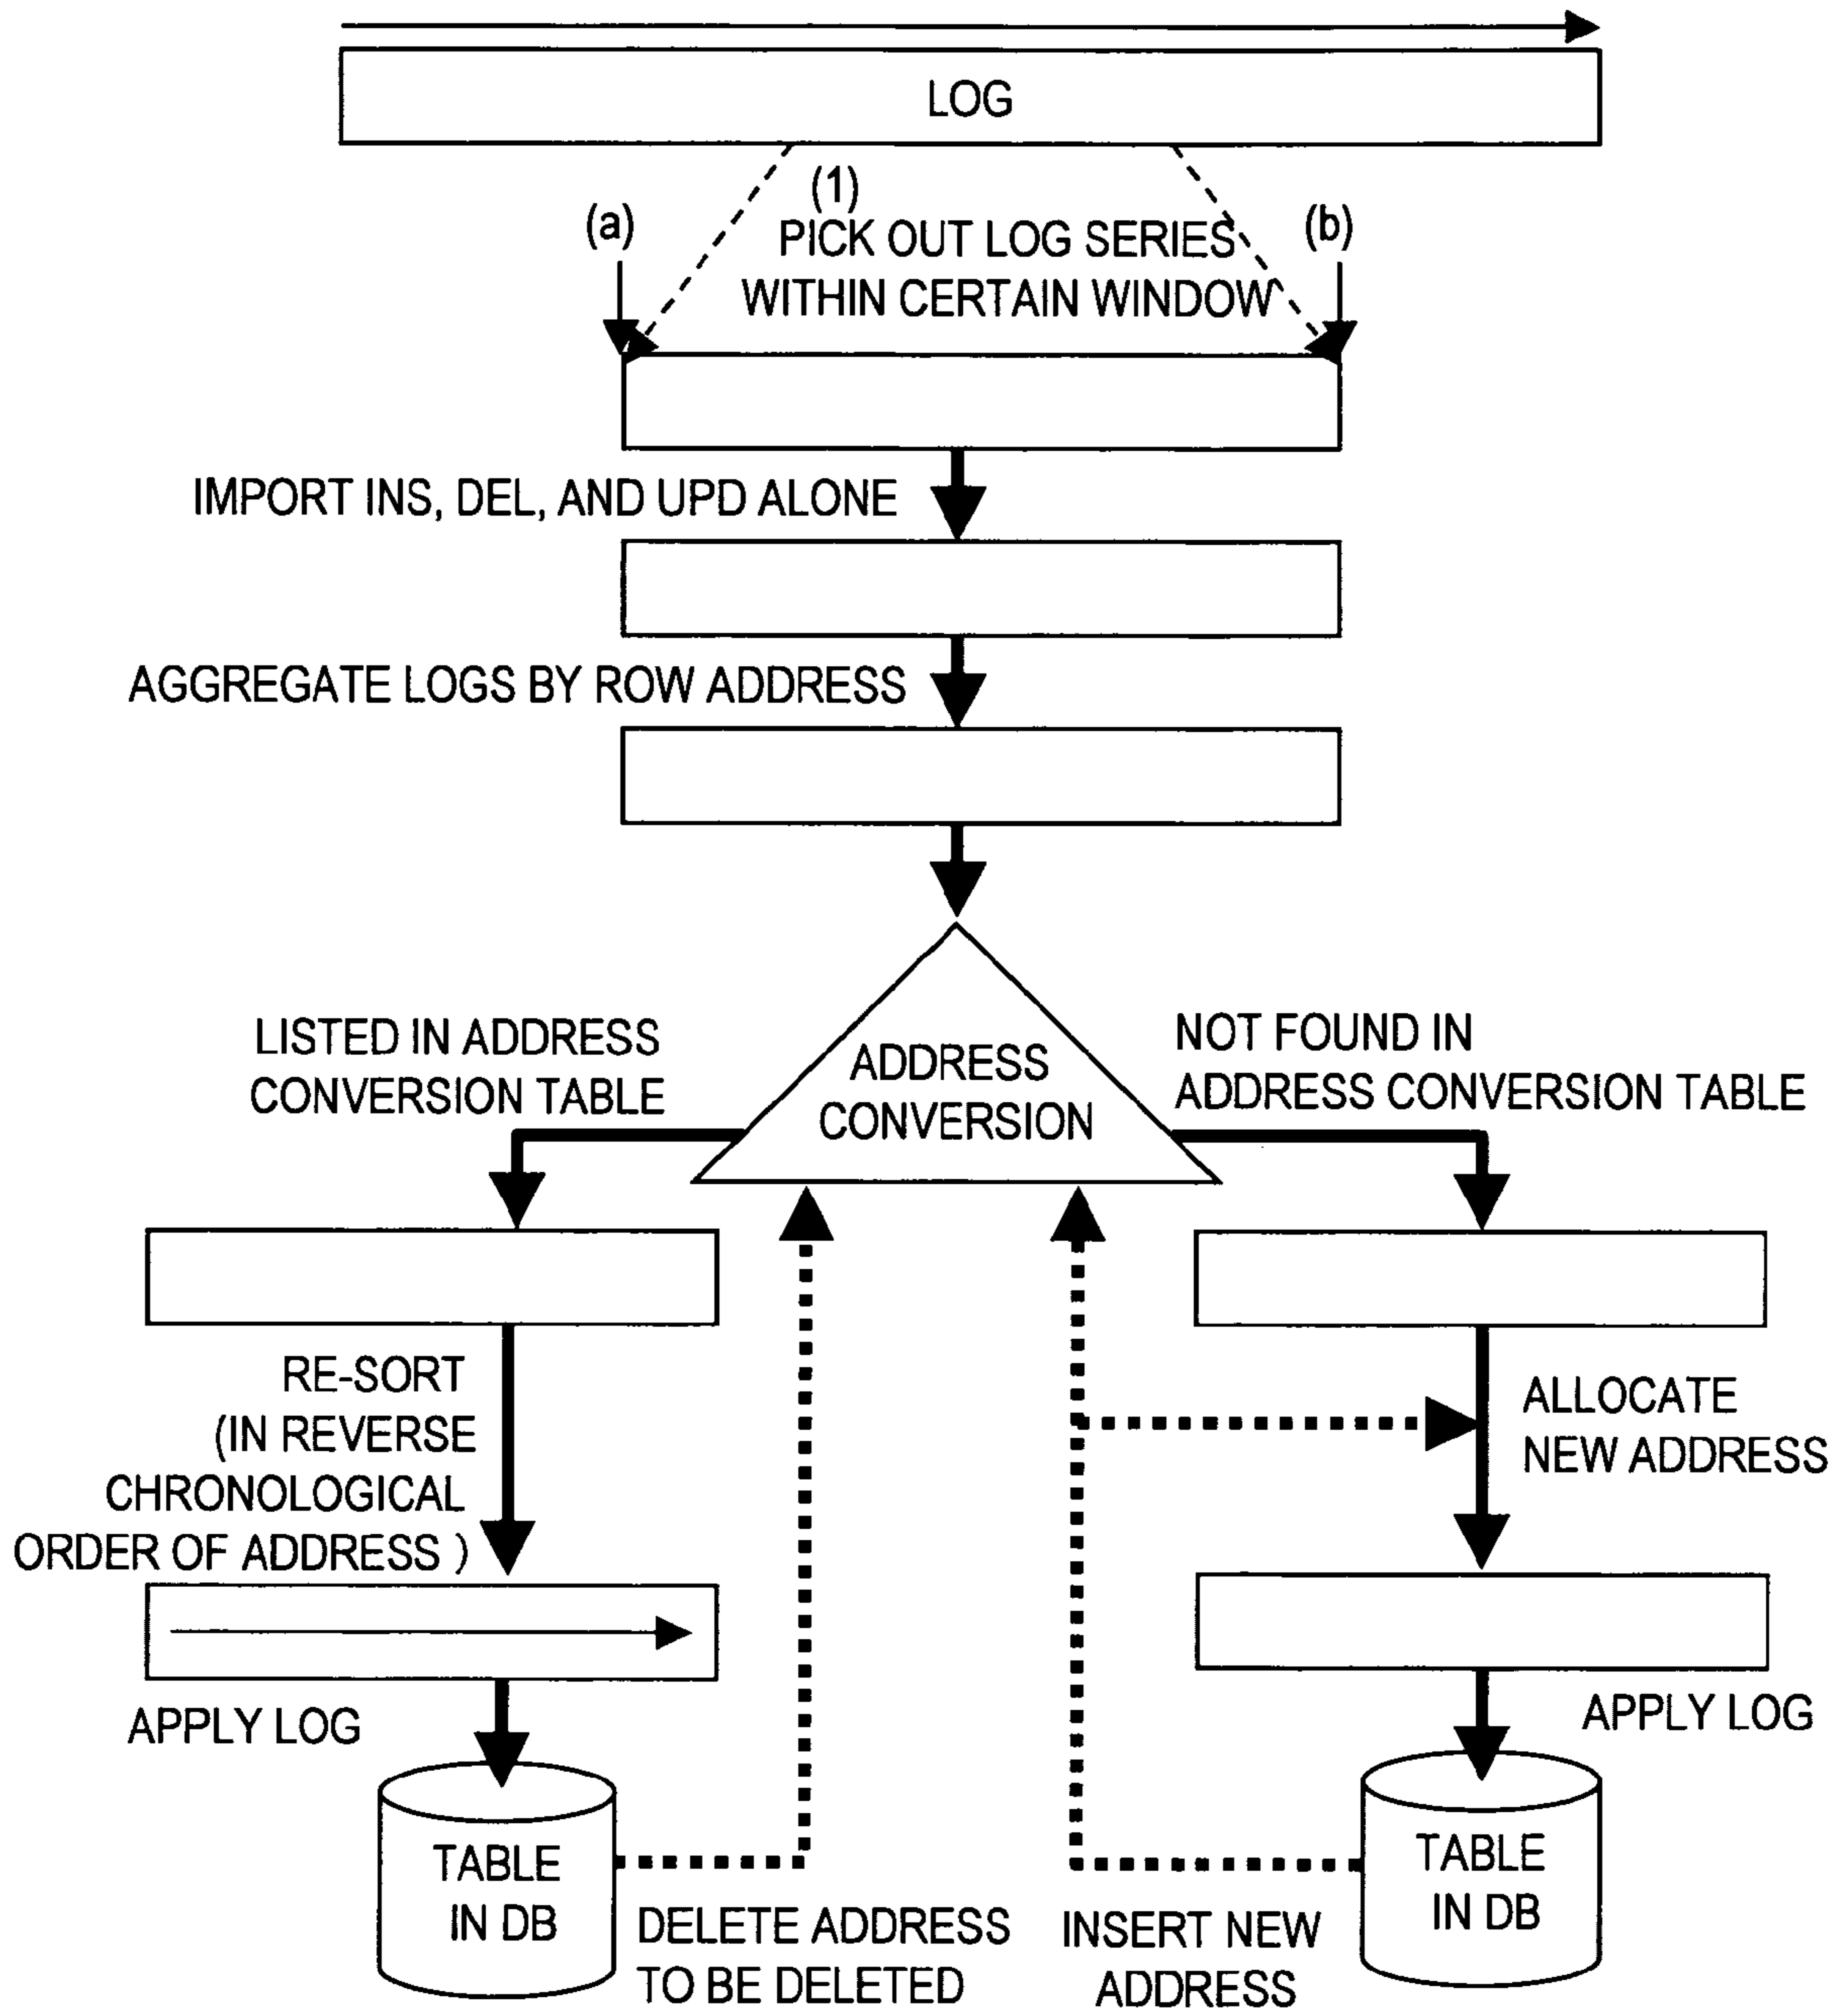 LOG
(1)
(a)
PICK OUT LOG SERIES
WITHIN CERTAIN WINDOW
(b)
IMPORT INS, DEL, AND UPD ALONE
AGGREGATE LOGS BY ROW ADDRESS
LISTED IN ADDRESS
CONVERSION TABLE
ADDRESS
CONVERSION
NOT FOUND IN
ADDRESS CONVERSION TABLE
RE-SORT
(IN REVERSE
CHRONOLOGICAL
ORDER OF ADDRESS )
ALLOCATE
NEW ADDRESS
APPLY LOG
APPLY LOG
TABLE
IN DB
DELETE ADDRESS
TO BE DELETED
INSERT NEW
ADDRESS
TABLE
IN DB